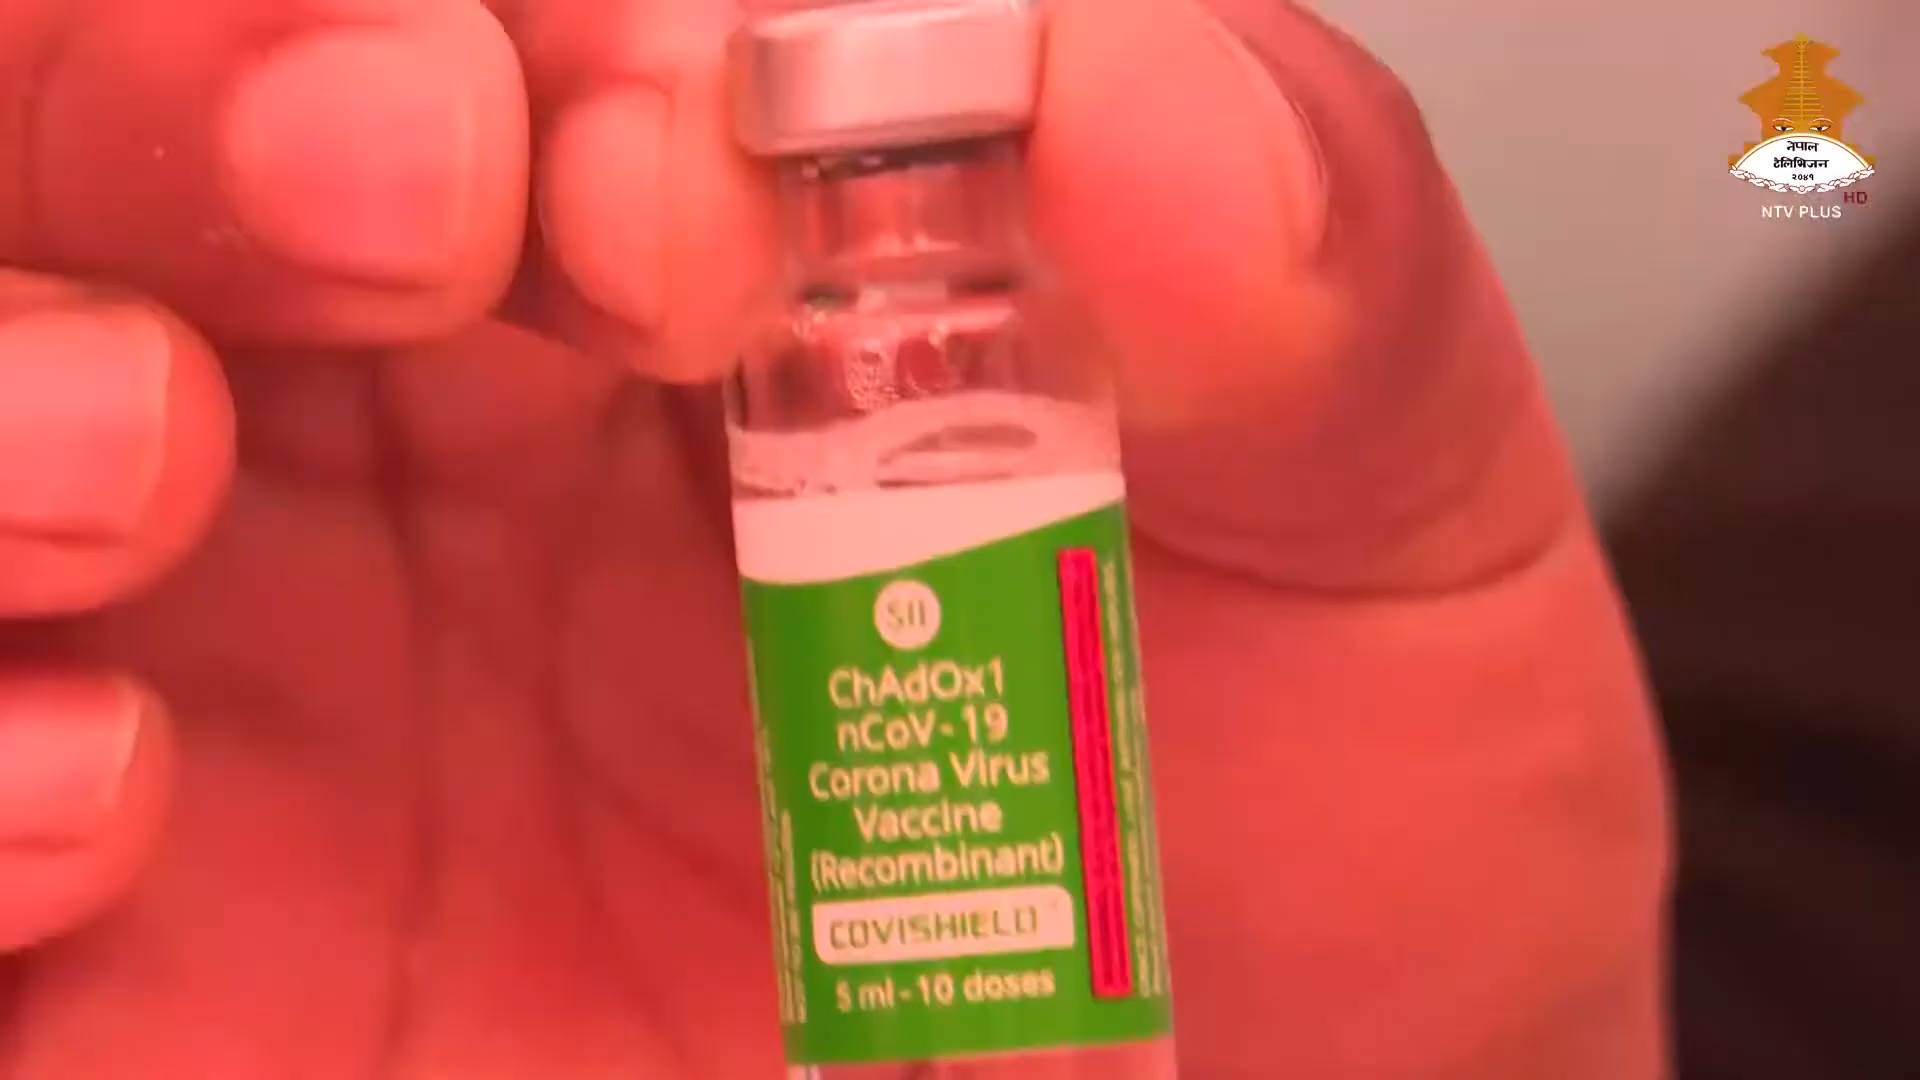 नेपाल
टेलिभिजन
२०४१
HD
NTV PLUS
SII
ChAdOx1
nCoV-19
Corona Virus
Vaccine
(Recombinant)
COVISHIELD
5 ml-10 doses